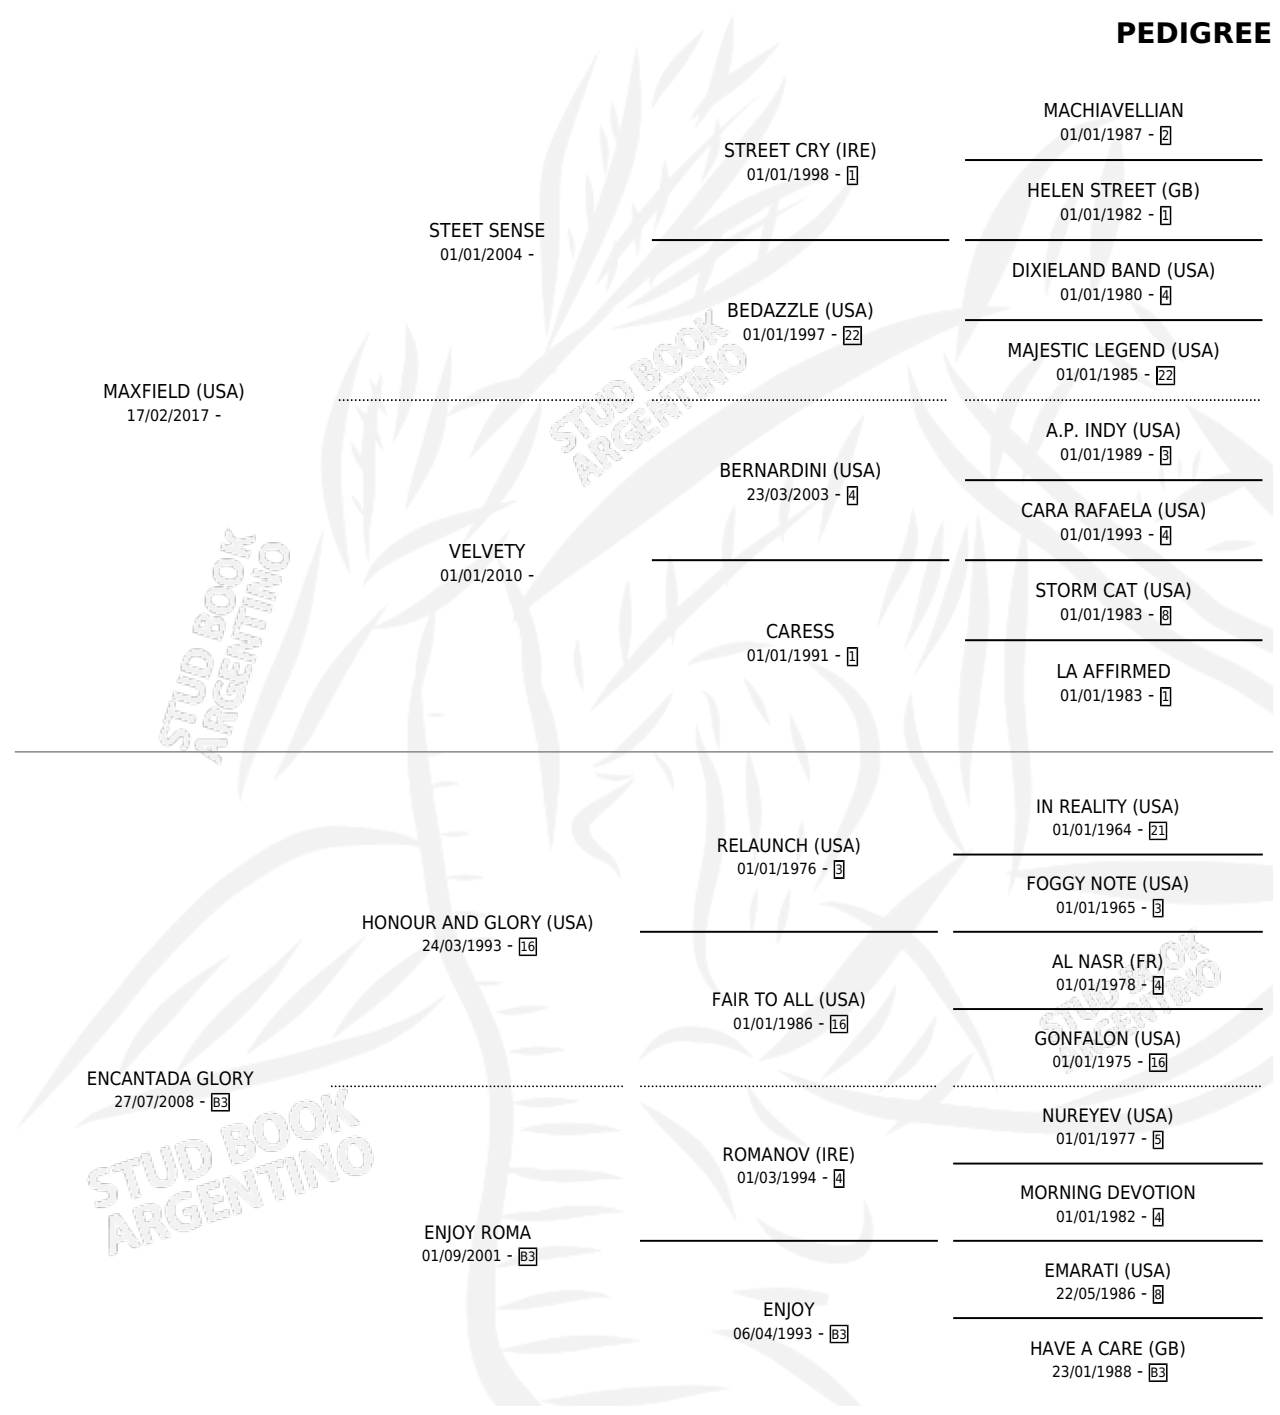 PEDIGREE
MACHIAVELLIAN
01/01/1987 - 2
STREET CRY (IRE)
01/01/1998 - 1
HELEN STREET (GB)
01/01/1982 - 1
STEET SENSE
01/01/2004 -
DIXIELAND BAND (USA)
01/01/1980 - 4
BEDAZZLE (USA)
01/01/1997 - 22
MAJESTIC LEGEND (USA)
01/01/1985 - 22
MAXFIELD (USA)
17/02/2017 -
A.P. INDY (USA)
01/01/1989 - 3
BERNARDINI (USA)
23/03/2003 - 4
CARA RAFAELA (USA)
01/01/1993 - 4
VELVETY
01/01/2010 -
STORM CAT (USA)
01/01/1983 - 8
CARESS
01/01/1991 - 1
LA AFFIRMED
01/01/1983 - 1
IN REALITY (USA)
01/01/1964 - 21
RELAUNCH (USA)
01/01/1976 - 3
FOGGY NOTE (USA)
01/01/1965 - 3
HONOUR AND GLORY (USA)
24/03/1993 - 16
AL NASR (FR)
01/01/1978 - 4
FAIR TO ALL (USA)
01/01/1986 - 16
GONFALON (USA)
01/01/1975 - 16
ENCANTADA GLORY
27/07/2008 - B3
NUREYEV (USA)
01/01/1977 - 5
ROMANOV (IRE)
01/03/1994 - 4
MORNING DEVOTION
01/01/1982 - 4
ENJOY ROMA
01/09/2001 - B3
EMARATI (USA)
22/05/1986 - 8
ENJOY
06/04/1993 - B3
HAVE A CARE (GB)
23/01/1988 - B3
STUD BOOK
ARGENTINO
STUD BOOK
ARGENTINO
STUD BOOK
ARGENTINO
STUD BOOK
ARGENTINO